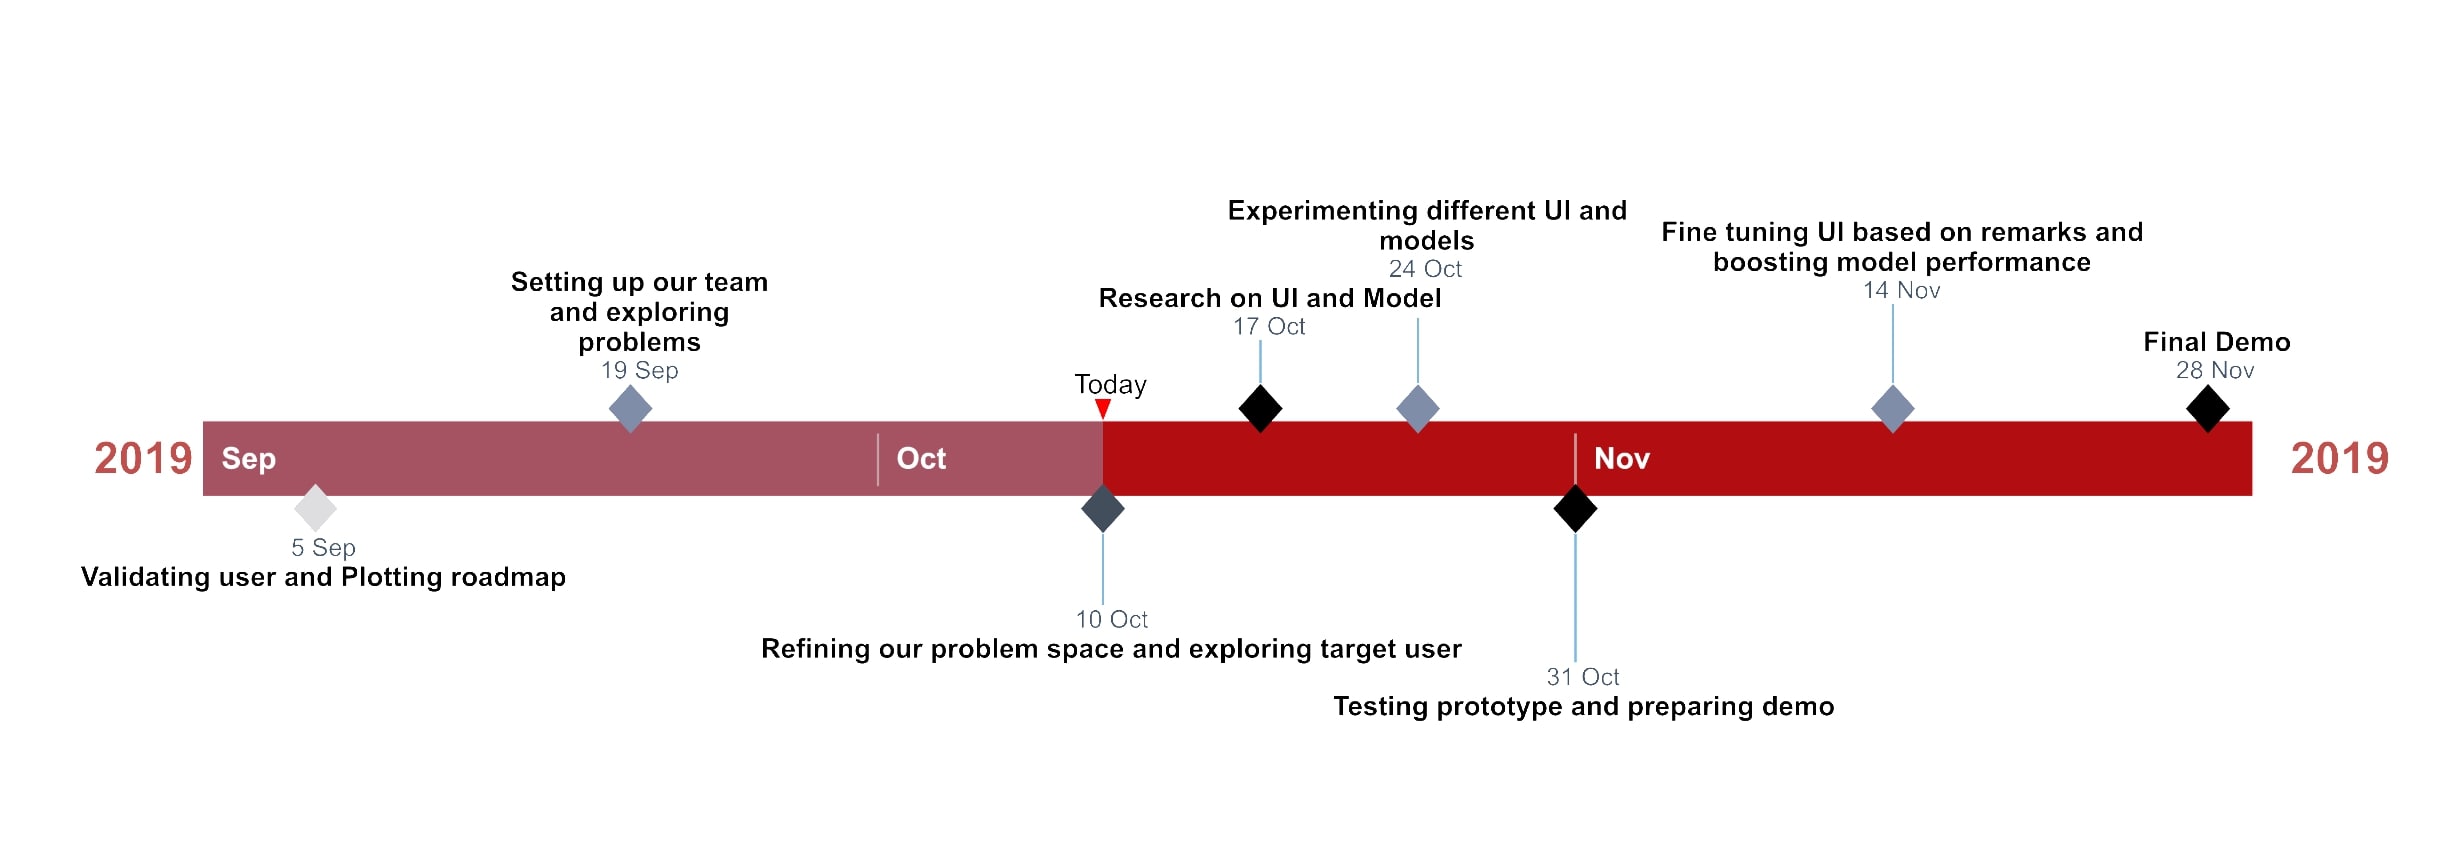 Experimenting different UI and
models
24 Oct
Fine tuning UI based on remarks and
boosting model performance
14 Nov
Setting up our team
and exploring
problems
19 Sep
Research on UI and Model
17 Oct
Final Demo
28 Nov
Today
2019
Sep
Oct
Nov
2019
5 Sep
Validating user and Plotting roadmap
10 Oct
Refining our problem space and exploring target user
31 Oct
Testing prototype and preparing demo